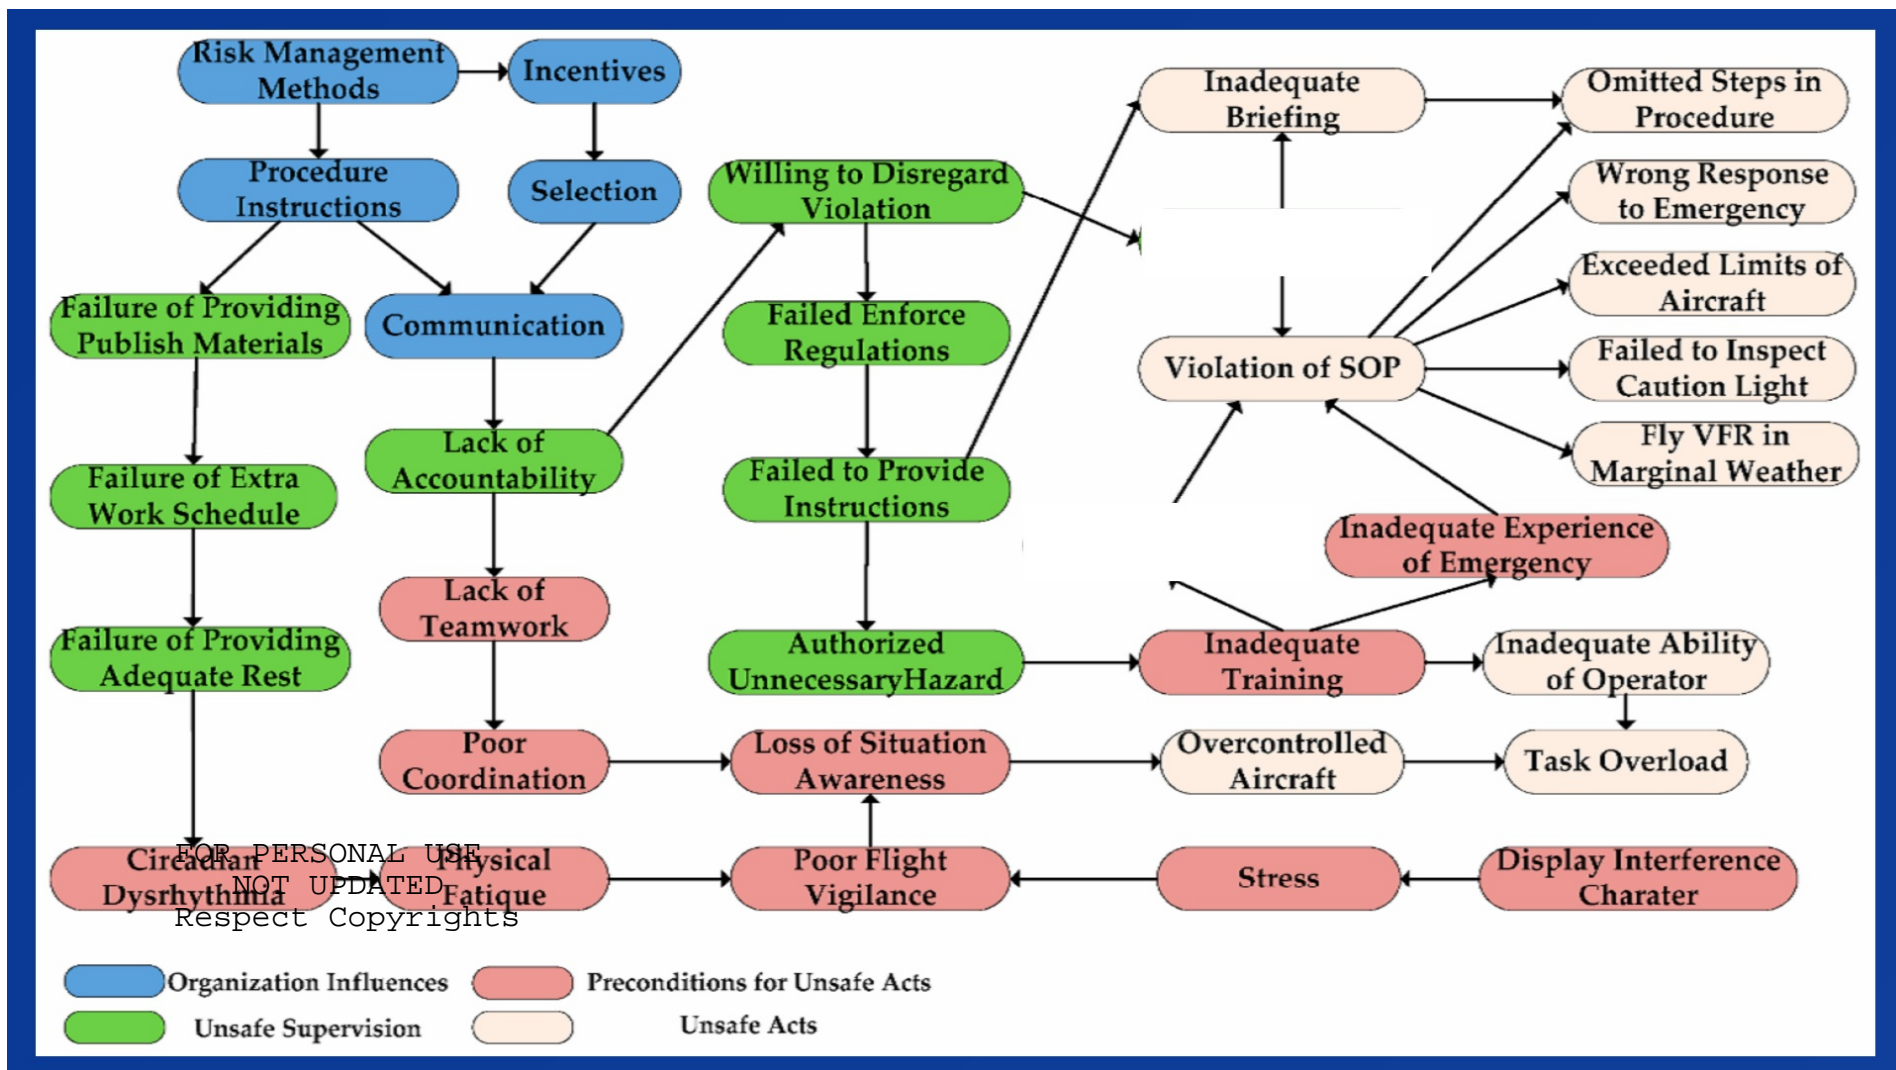 Risk Management
Methods
Incentives
Inadequate
Briefing
Omitted Steps in
Procedure
Procedure
Instructions
Selection
Willing to Disregard
Violation
Wrong Response
to Emergency
Exceeded Limits of
Aircraft
Failure of Providing
Publish Materials
Communication
Failed Enforce
Regulations
Violation of SOP
Failed to Inspect
Caution Light
Lack of
Accountability
Fly VFR in
Marginal Weather
Failure of Extra
Work Schedule
Failed to Provide
Instructions
Inadequate Experience
of Emergency
Lack of
Teamwork
Failure of Providing
Adequate Rest
Authorized
UnnecessaryHazard
Inadequate
Training
Inadequate Ability
of Operator
Poor
Coordination
Loss of Situation
Awareness
Overcontrolled
Aircraft
Task Overload
Circadian
Dysrhythmia
Physical
Fatique
Poor Flight
Vigilance
Stress
Display Interference
Charater
FOR PERSONAL USE
NOT UPDATED
Respect Copyrights
Organization Influences
Preconditions for Unsafe Acts
Unsafe Supervision
Unsafe Acts